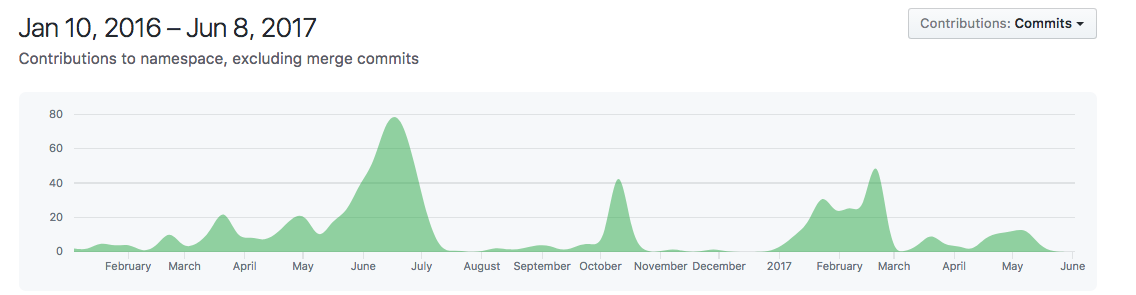 Jan 10, 2016 – Jun 8, 2017
Contributions: Commits
Contributions to namespace, excluding merge commits
80
60
40
20
0
February March April May June July August September October November December 2017 February March April May June